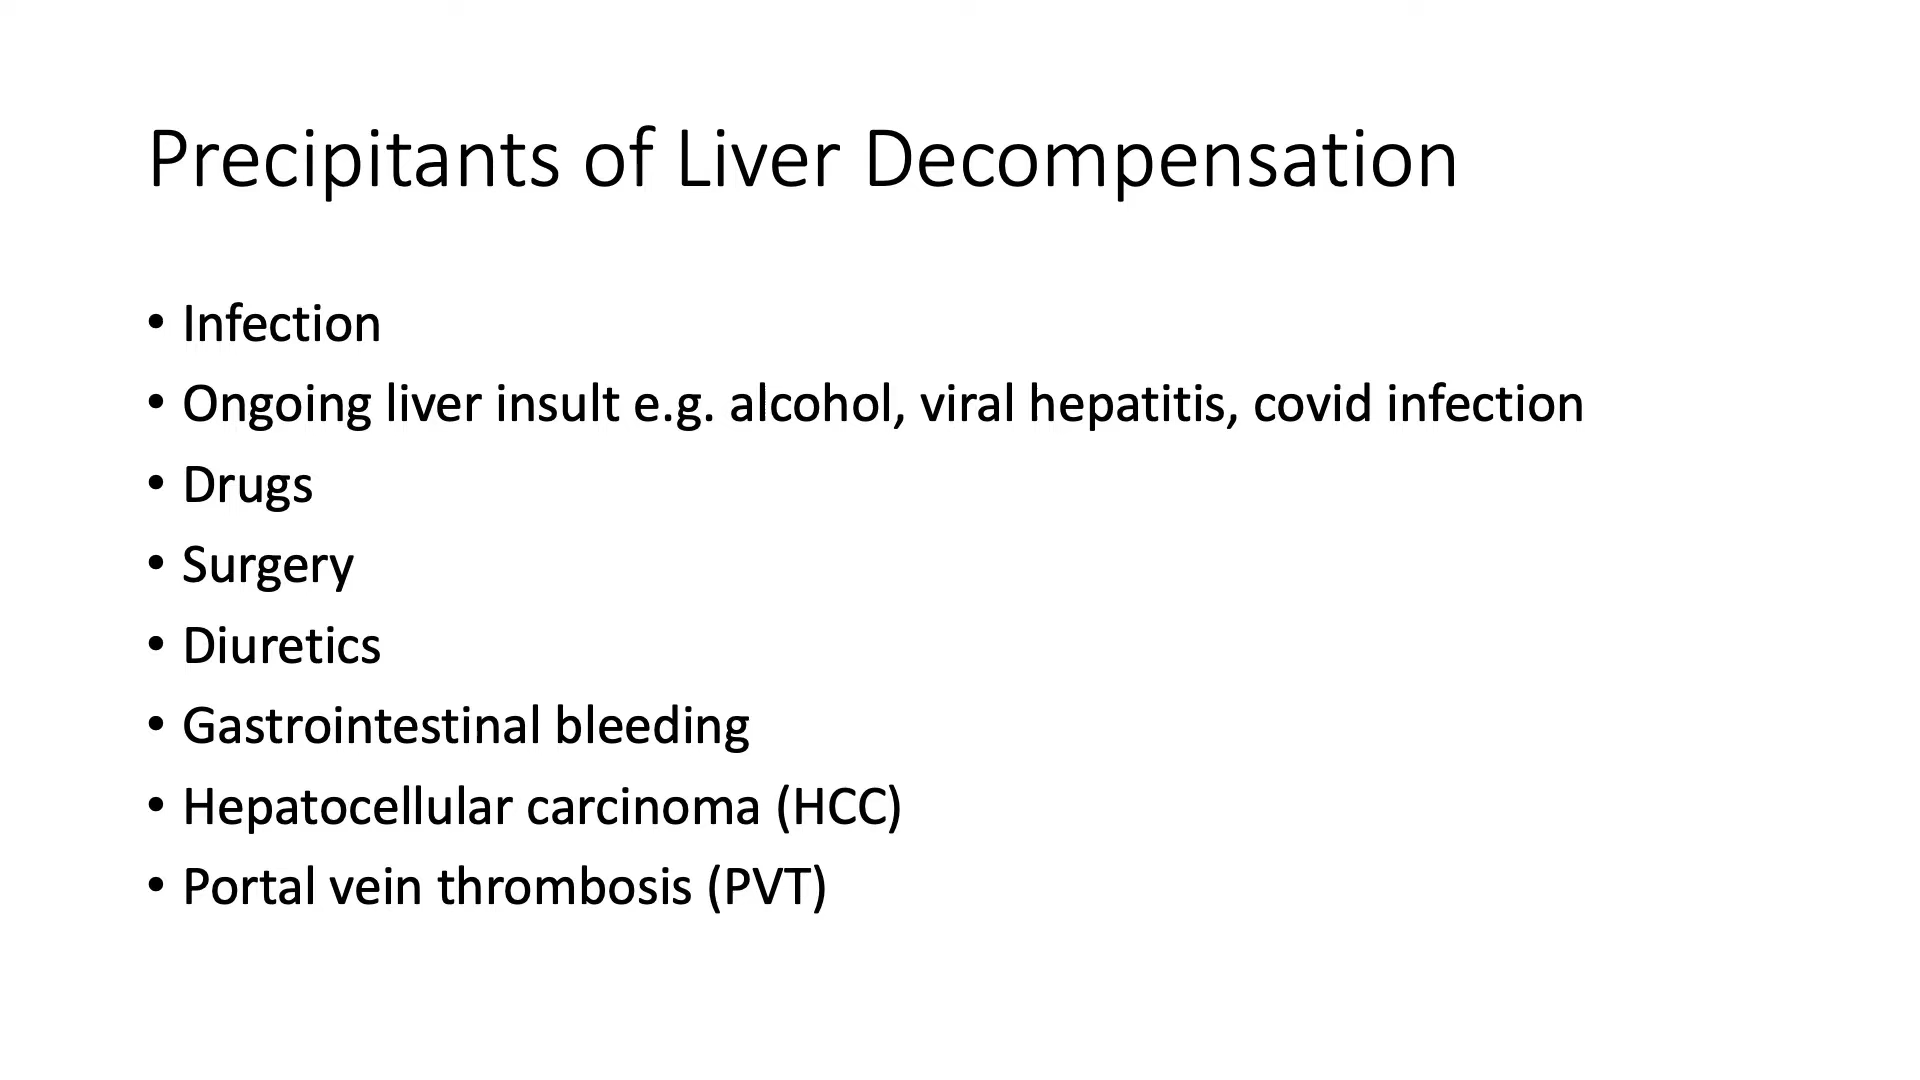 Precipitants of Liver Decompensation
• Infection
• Ongoing liver insult e.g. alcohol, viral hepatitis, covid infection
• Drugs
• Surgery
• Diuretics
• Gastrointestinal bleeding
• Hepatocellular carcinoma (HCC)
• Portal vein thrombosis (PVT)